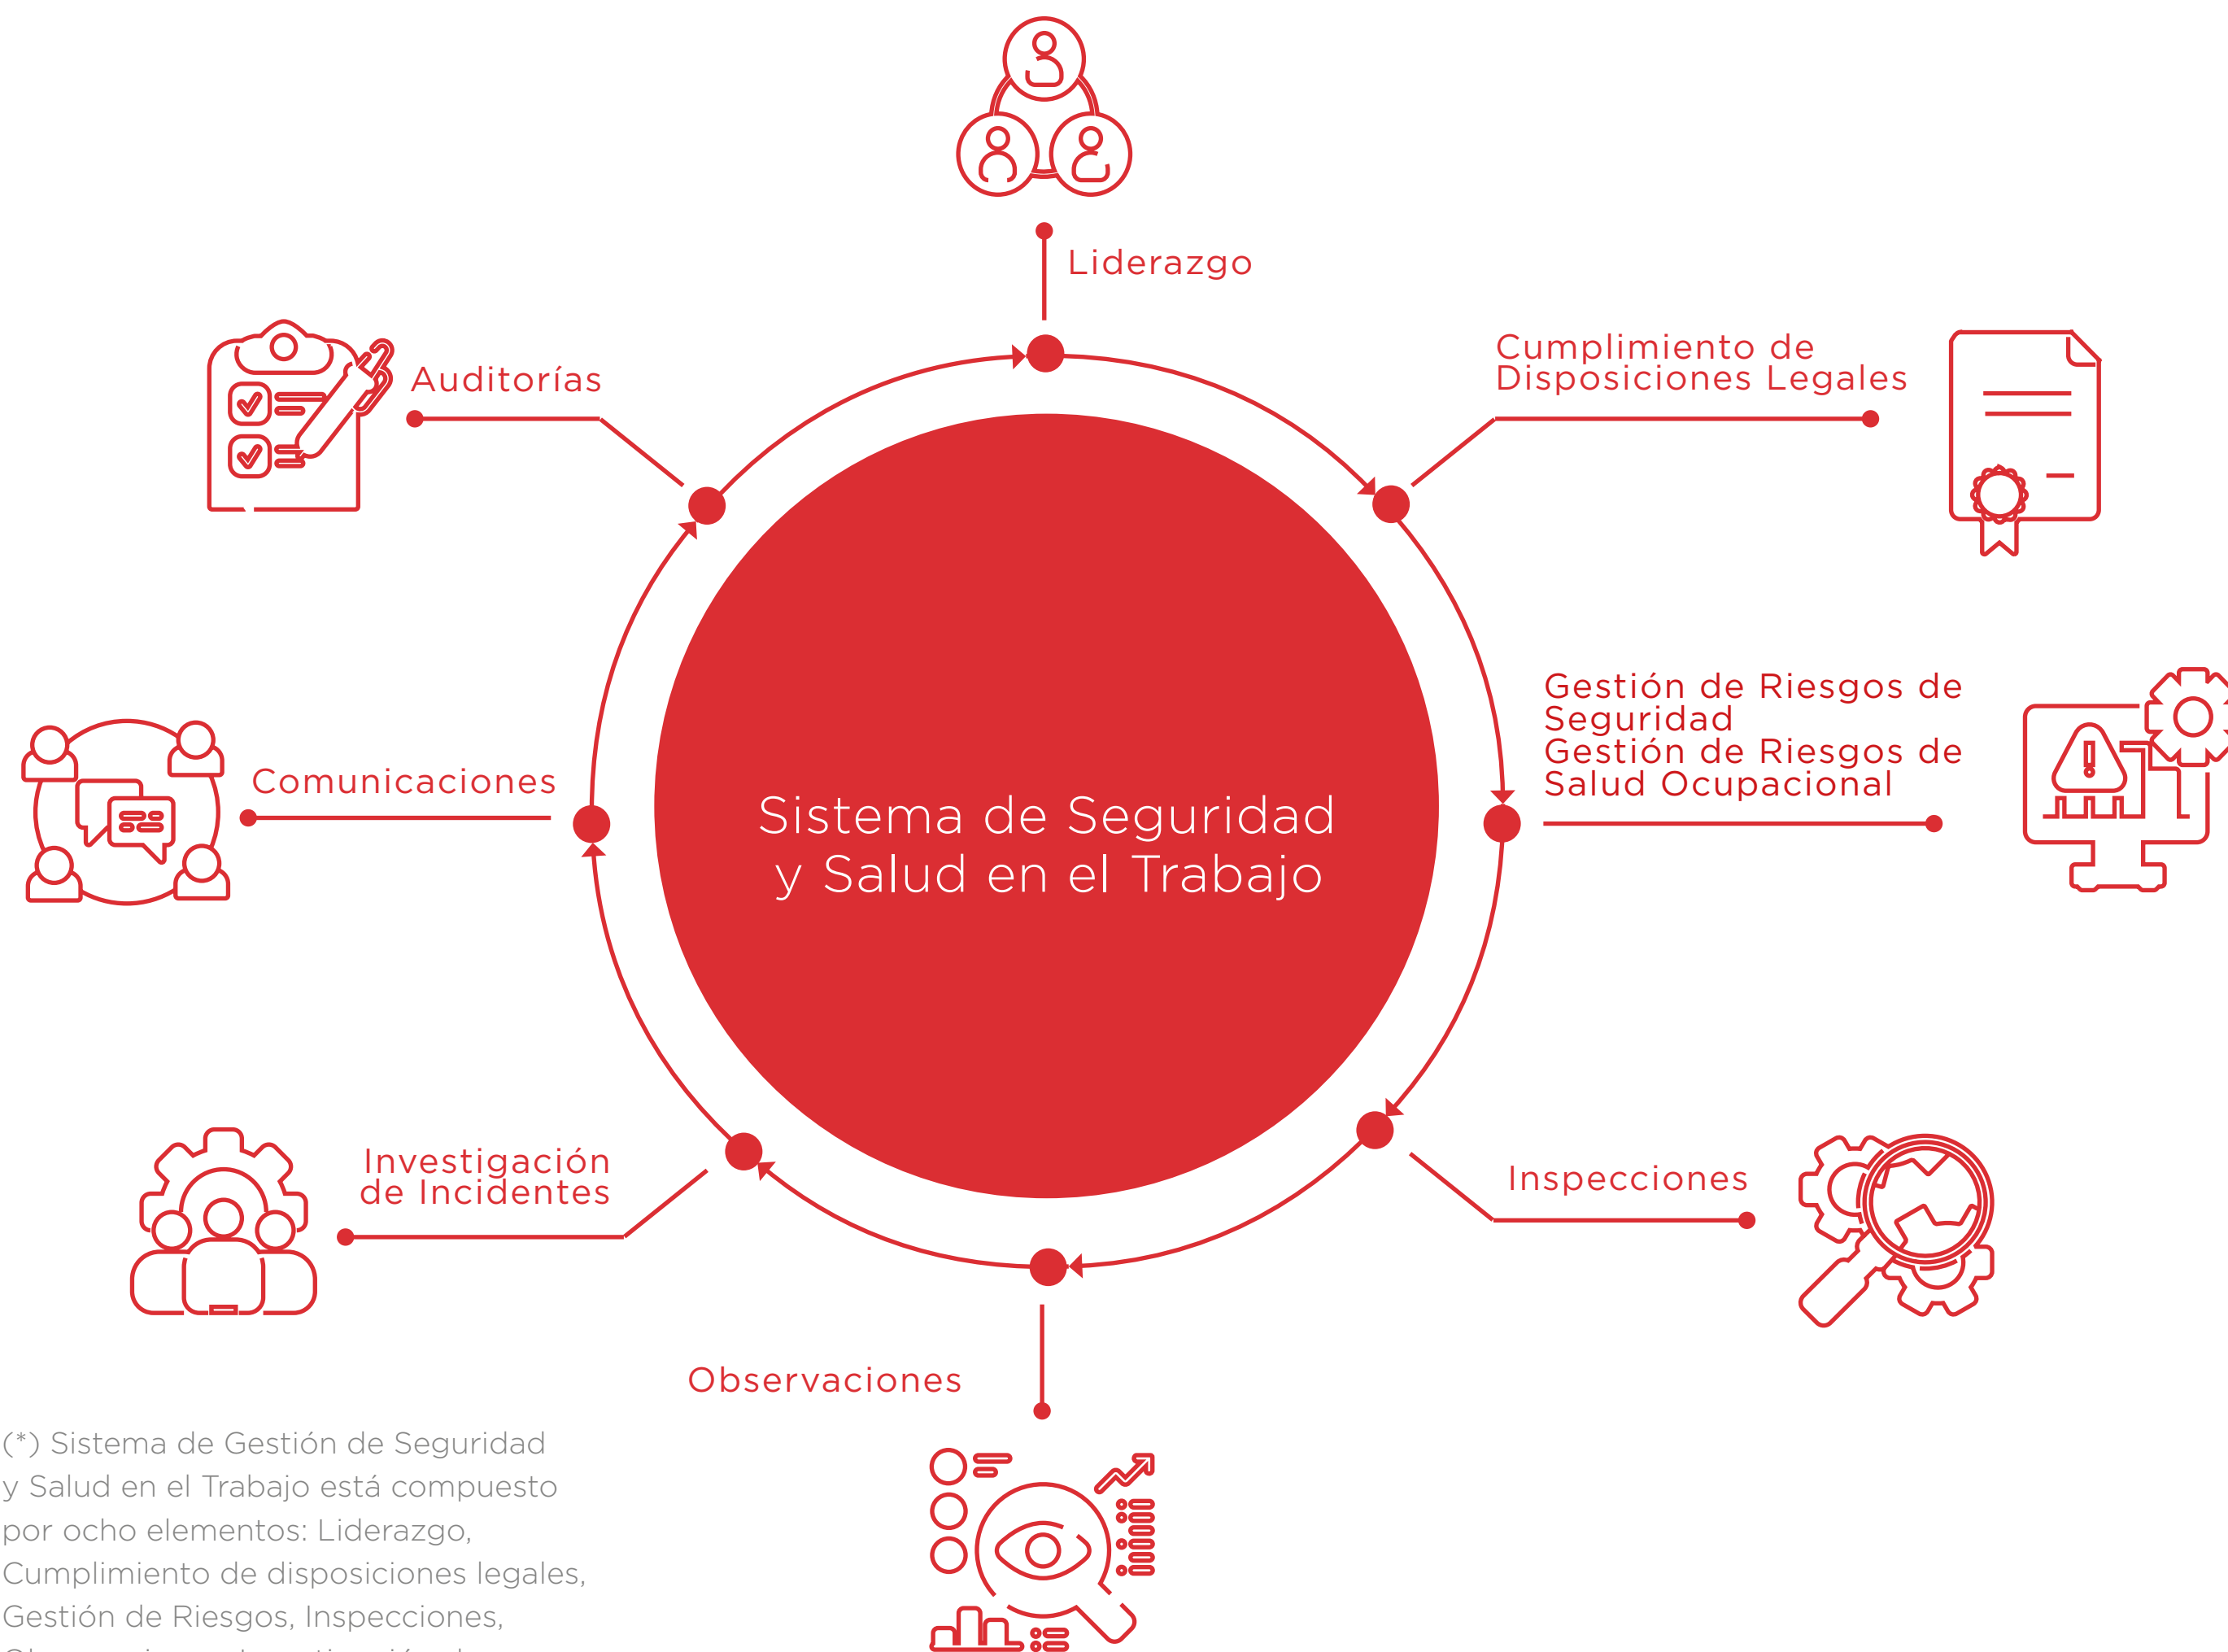 Liderazgo
Cumplimiento de
Disposiciones Legales
Auditorías
Gestión de Riesgos de
Seguridad
Gestión de Riesgos de
Salud Ocupacional
Comunicaciones
Sistema de Seguridad
y Salud en el Trabajo
Investigación
de Incidentes
Inspecciones
Observaciones
(*) Sistema de Gestión de Seguridad
y Salud en el Trabajo está compuesto
por ocho elementos: Liderazgo,
Cumplimiento de disposiciones legales,
Gestión de Riesgos, Inspecciones,